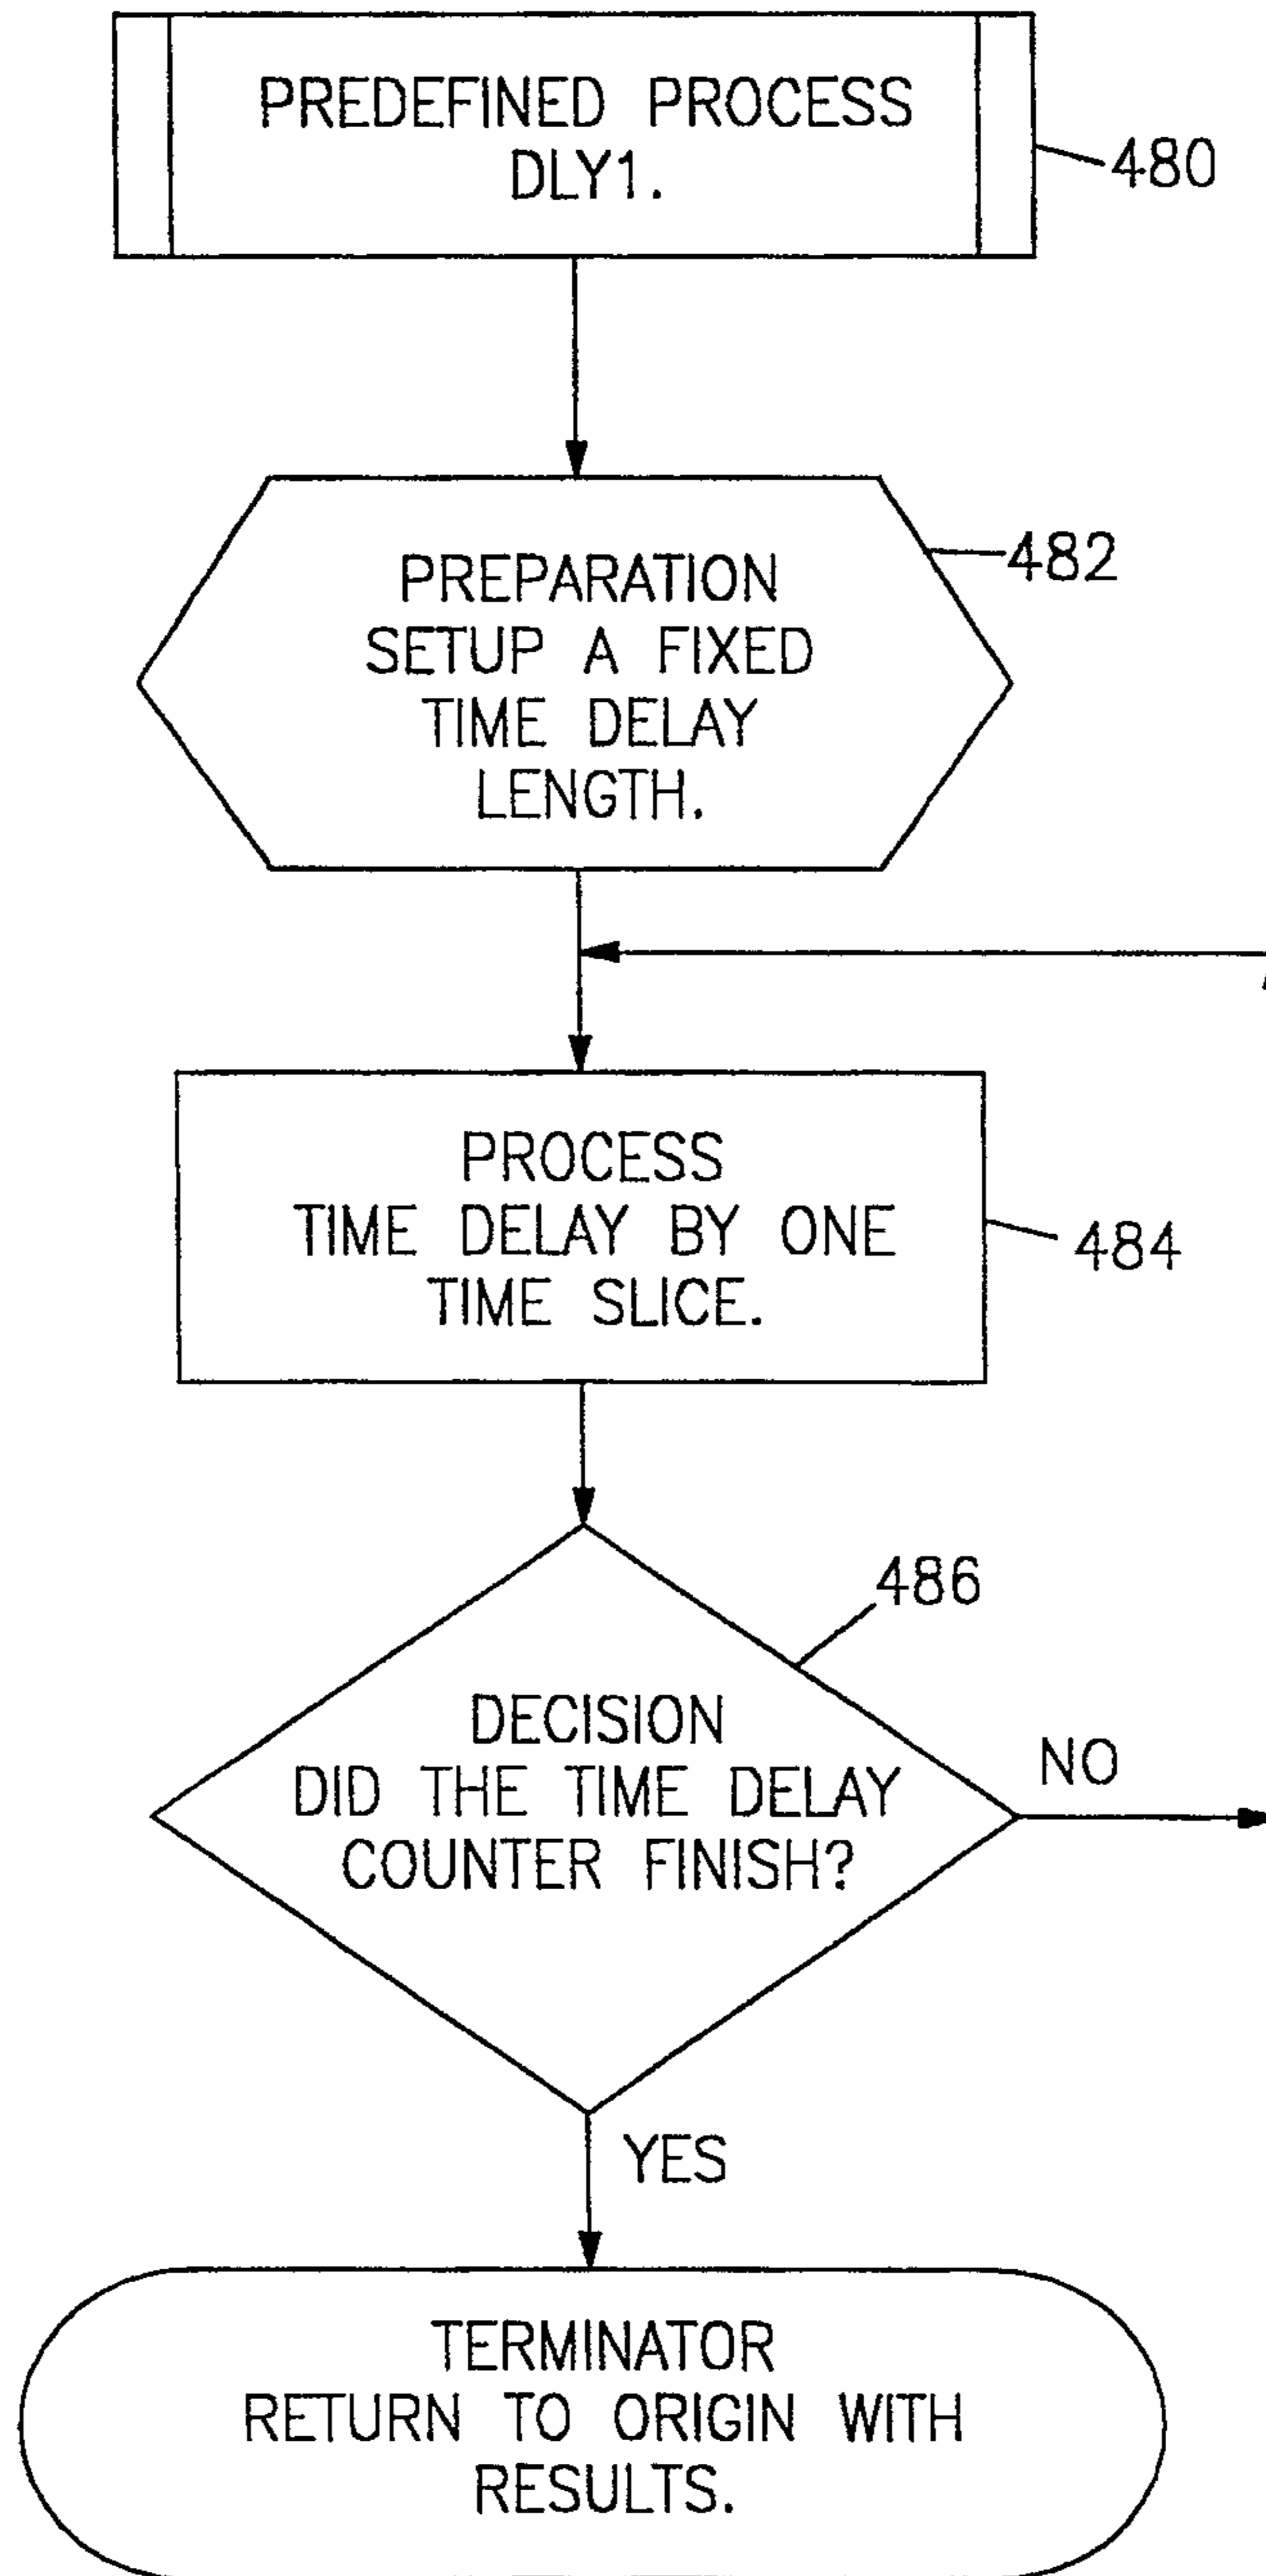 PREDEFINED PROCESS
DLY1.
480
PREPARATION
SETUP A FIXED
TIME DELAY
LENGTH.
482
PROCESS
TIME DELAY BY ONE
TIME SLICE.
484
486
DECISION
DID THE TIME DELAY
COUNTER FINISH?
NO
YES
TERMINATOR
RETURN TO ORIGIN WITH
RESULTS.